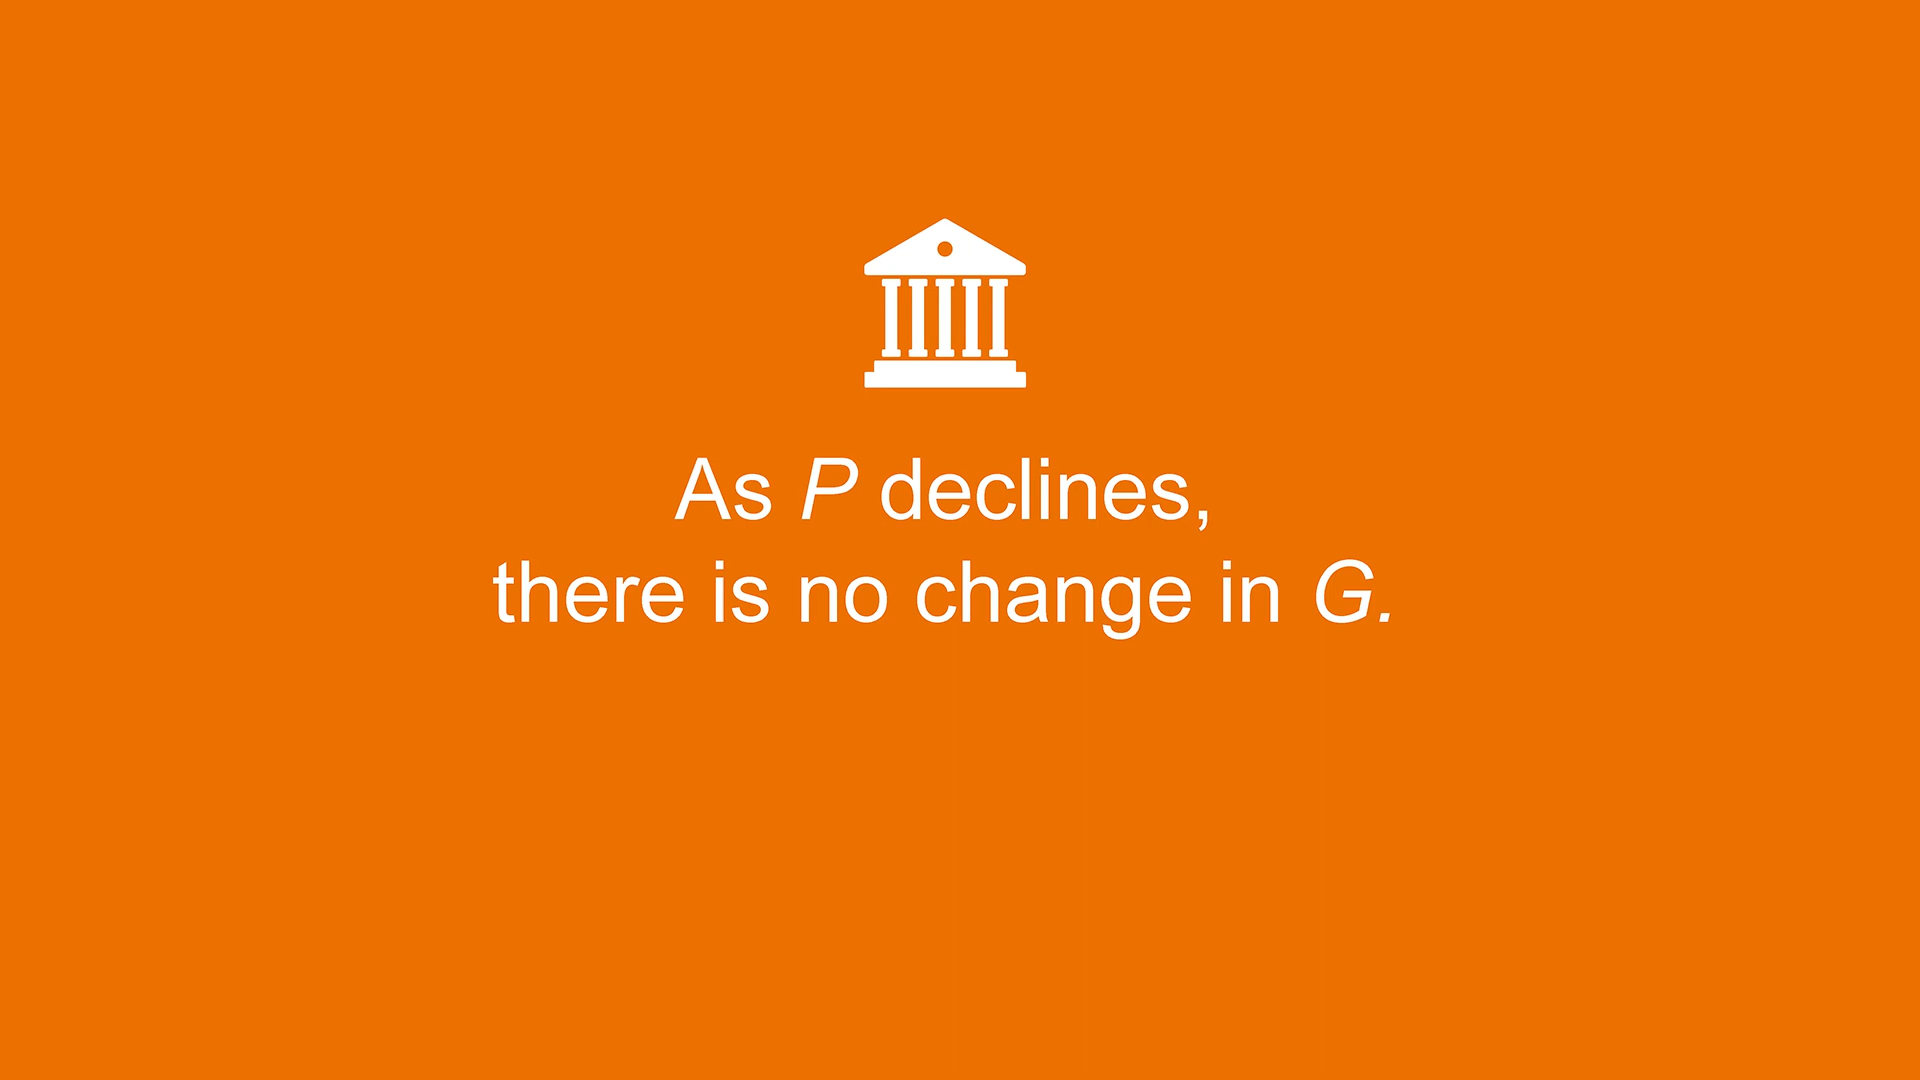 As P declines,
there is no change in G.